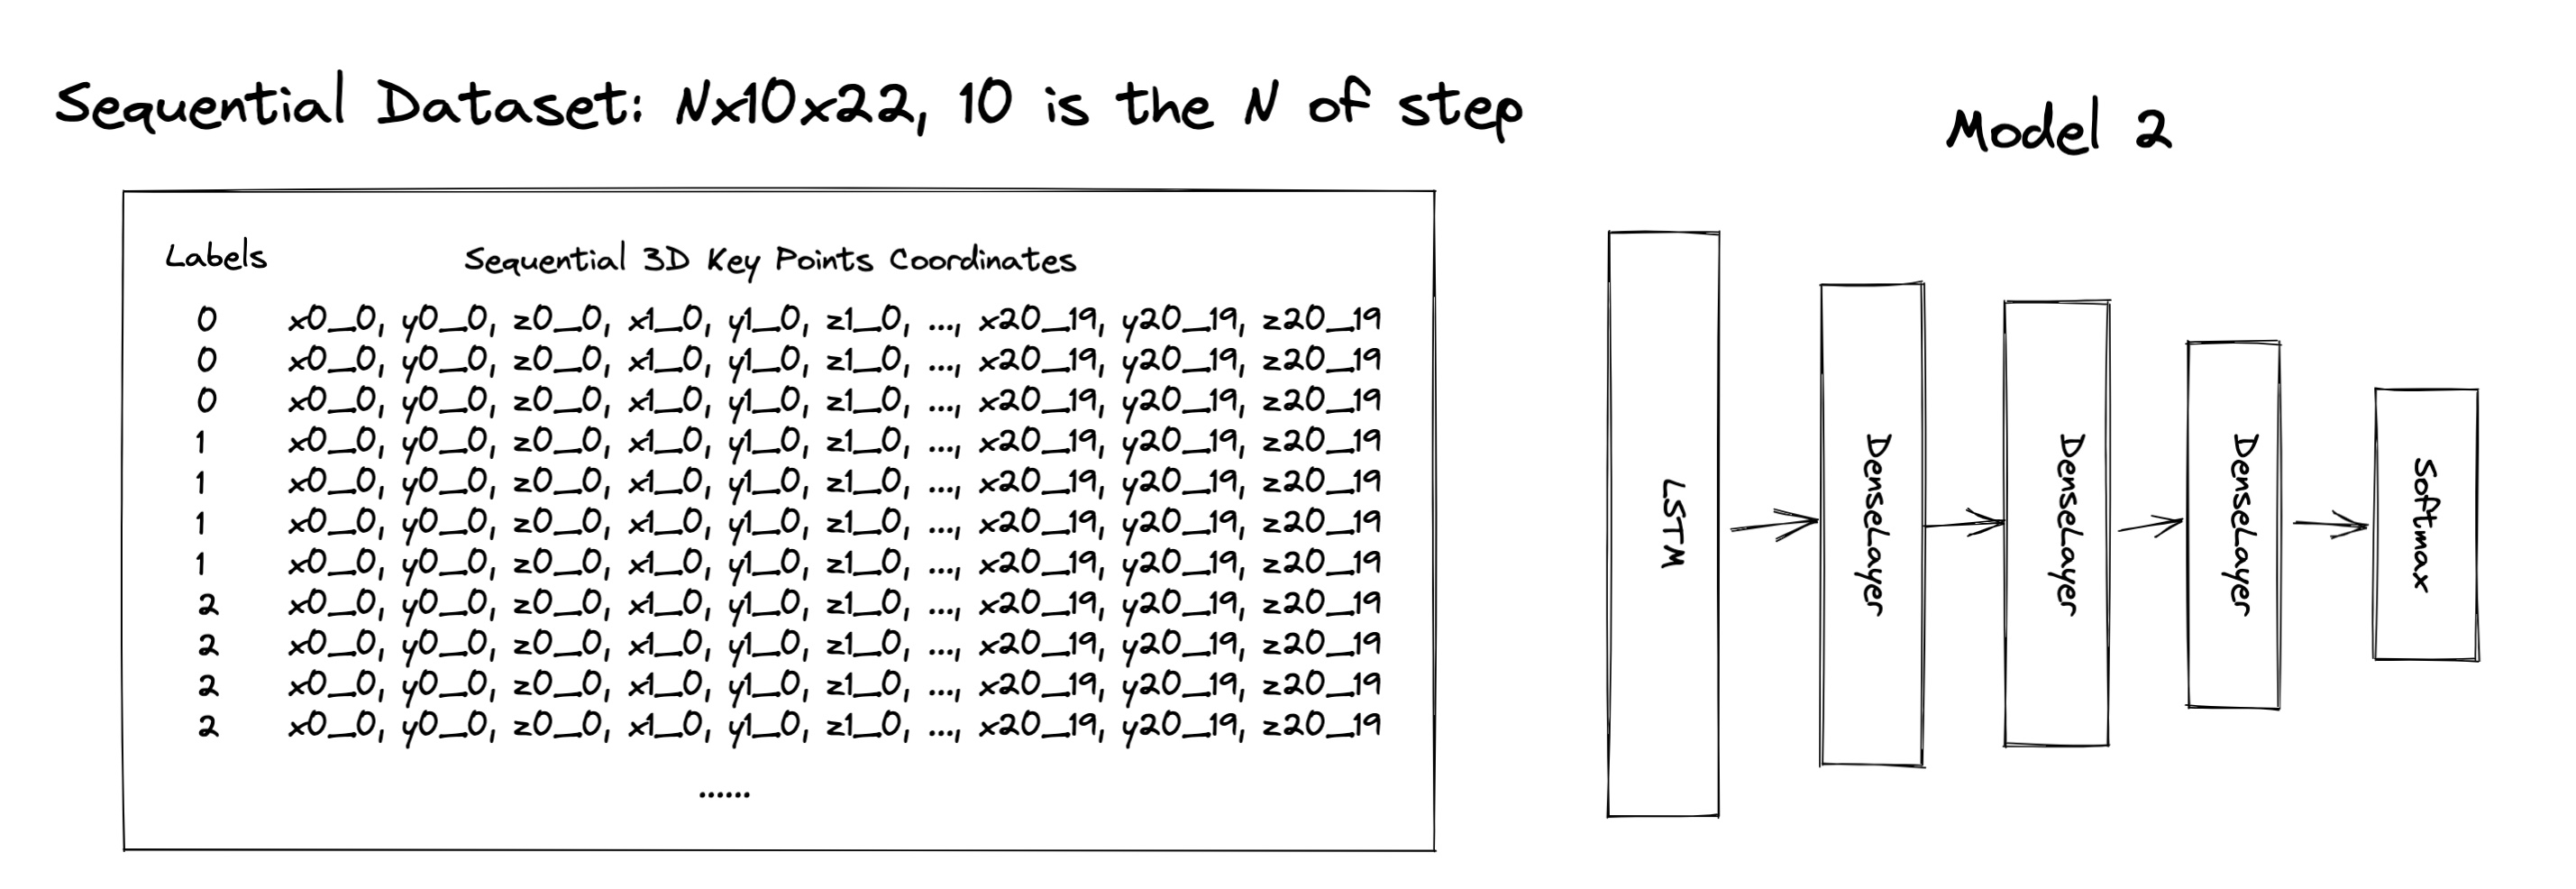 Sequential Dataset: Nx10x22, 10 is the N of step
Model 2
Labels Sequential 3D Key Points Coordinates
0 x0_0, y0_0, z0_0, x1_0, y1_0, z1_0, ..., x20_19, y20_19, z20_19
0 x0_0, y0_0, z0_0, x1_0, y1_0, z1_0, ..., x20_19, y20_19, z20_19
0 x0_0, y0_0, z0_0, x1_0, y1_0, z1_0, ..., x20_19, y20_19, z20_19
1 x0_0, y0_0, z0_0, x1_0, y1_0, z1_0, ..., x20_19, y20_19, z20_19
1 x0_0, y0_0, z0_0, x1_0, y1_0, z1_0, ..., x20_19, y20_19, z20_19
1 x0_0, y0_0, z0_0, x1_0, y1_0, z1_0, ..., x20_19, y20_19, z20_19
1 x0_0, y0_0, z0_0, x1_0, y1_0, z1_0, ..., x20_19, y20_19, z20_19
2 x0_0, y0_0, z0_0, x1_0, y1_0, z1_0, ..., x20_19, y20_19, z20_19
2 x0_0, y0_0, z0_0, x1_0, y1_0, z1_0, ..., x20_19, y20_19, z20_19
2 x0_0, y0_0, z0_0, x1_0, y1_0, z1_0, ..., x20_19, y20_19, z20_19
2 x0_0, y0_0, z0_0, x1_0, y1_0, z1_0, ..., x20_19, y20_19, z20_19
......
LSTM
DenseLayer
DenseLayer
DenseLayer
Softmax